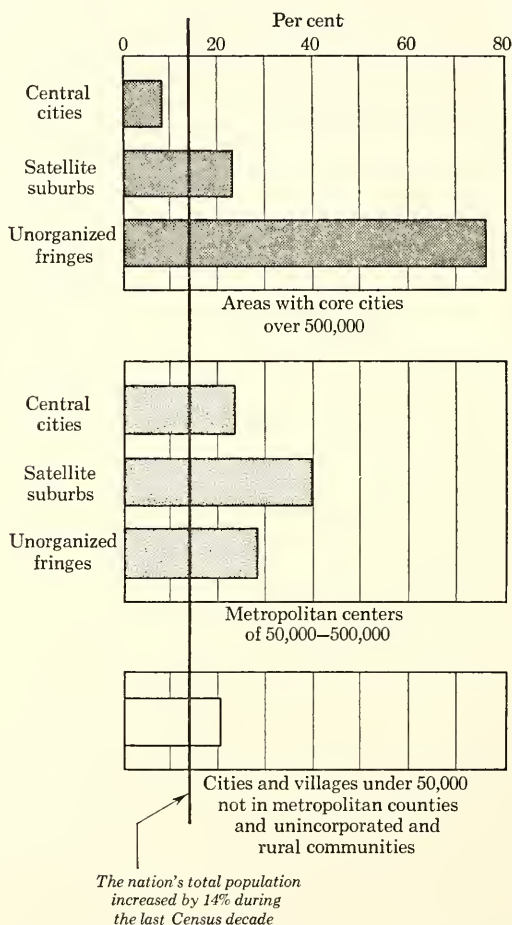 Per cent
0 20 40 60 80
Central
cities
Satellite
suburbs
Unorganized
fringes
Areas with core cities
over 500,000
Central
cities
Satellite
suburbs
Unorganized
fringes
Metropolitan centers
of 50,000–500,000
Cities and villages under 50,000
not in metropolitan counties
and unincorporated and
rural communities
The nation's total population
increased by 14% during
the last Census decade